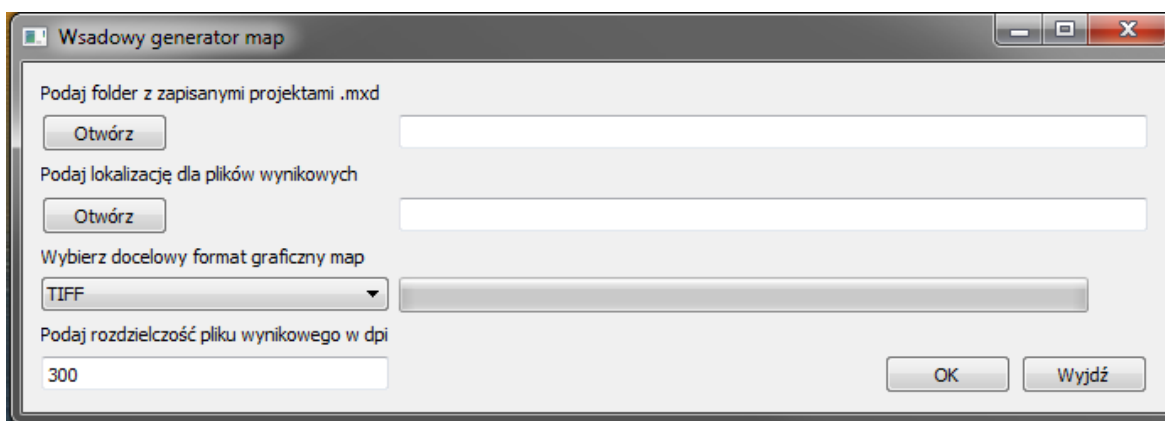 Wsadowy generator map
Podaj folder z zapisanymi projektami .mxd
Otwórz
Podaj lokalizację dla plików wynikowych
Otwórz
Wybierz docelowy format graficzny map
TIFF
Podaj rozdzielczość pliku wynikowego w dpi
300
OK Wyjdź